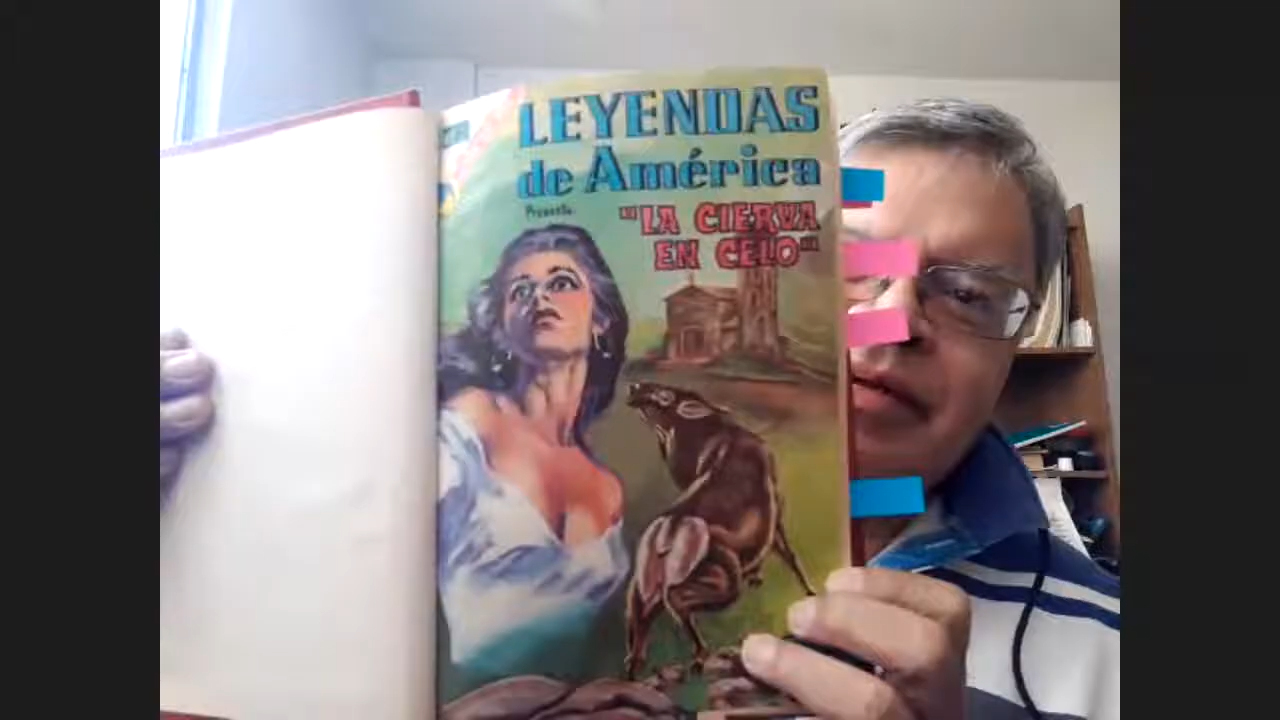 LEYENDAS
de América
Presenta
"LA CIERVA
EN CELO"